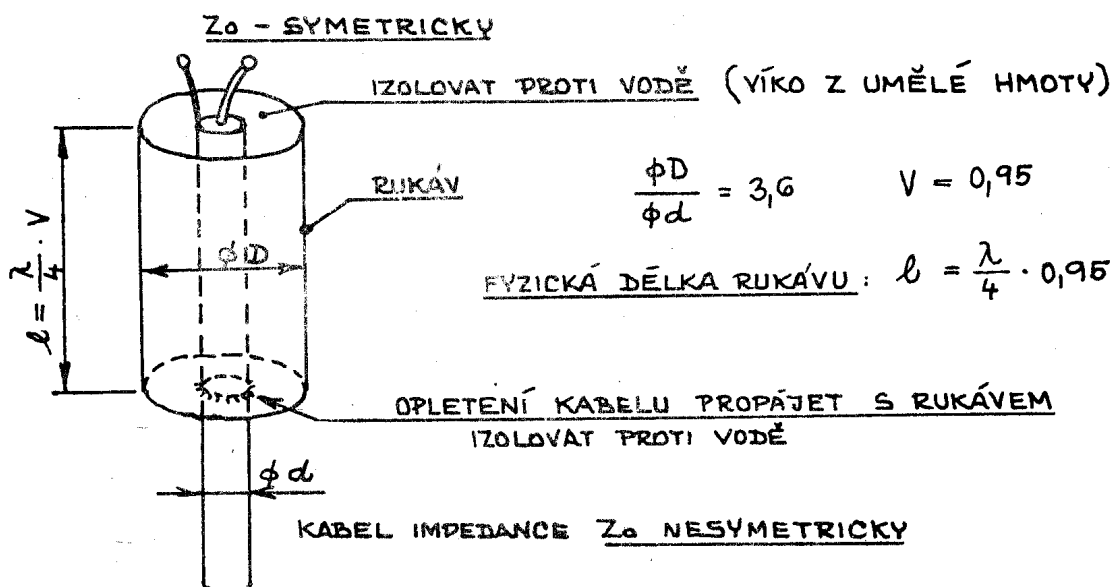 Zo - SYMETRICKY
IZOLOVAT PROTI VODĚ (VÍKO Z UMĚLÉ HMOTY)
RUKÁV
ϕD/ϕd = 3,6 V = 0,95
ϕD
l = λ/4 · V
FYZICKÁ DÉLKA RUKÁVU: l = λ/4 · 0,95
OPLETENÍ KABELU PROPÁJET S RUKÁVEM
IZOLOVAT PROTI VODĚ
ϕd
KABEL IMPEDANCE Zo NESYMETRICKY